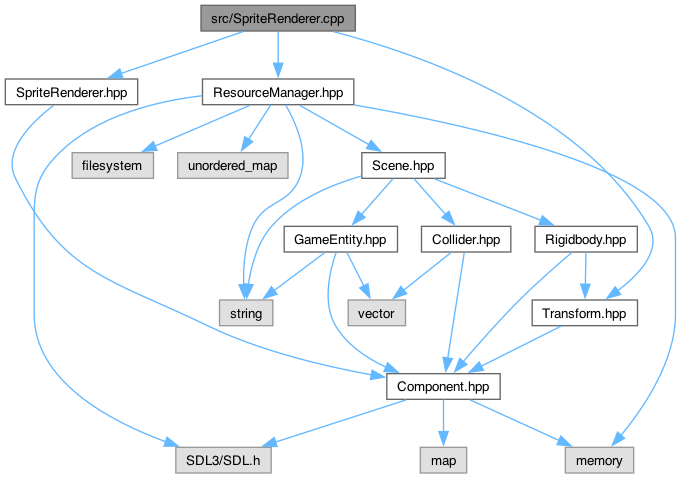 src/SpriteRenderer.cpp
SpriteRenderer.hpp
ResourceManager.hpp
filesystem
unordered_map
Scene.hpp
GameEntity.hpp
Collider.hpp
Rigidbody.hpp
string
vector
Transform.hpp
Component.hpp
SDL3/SDL.h
map
memory